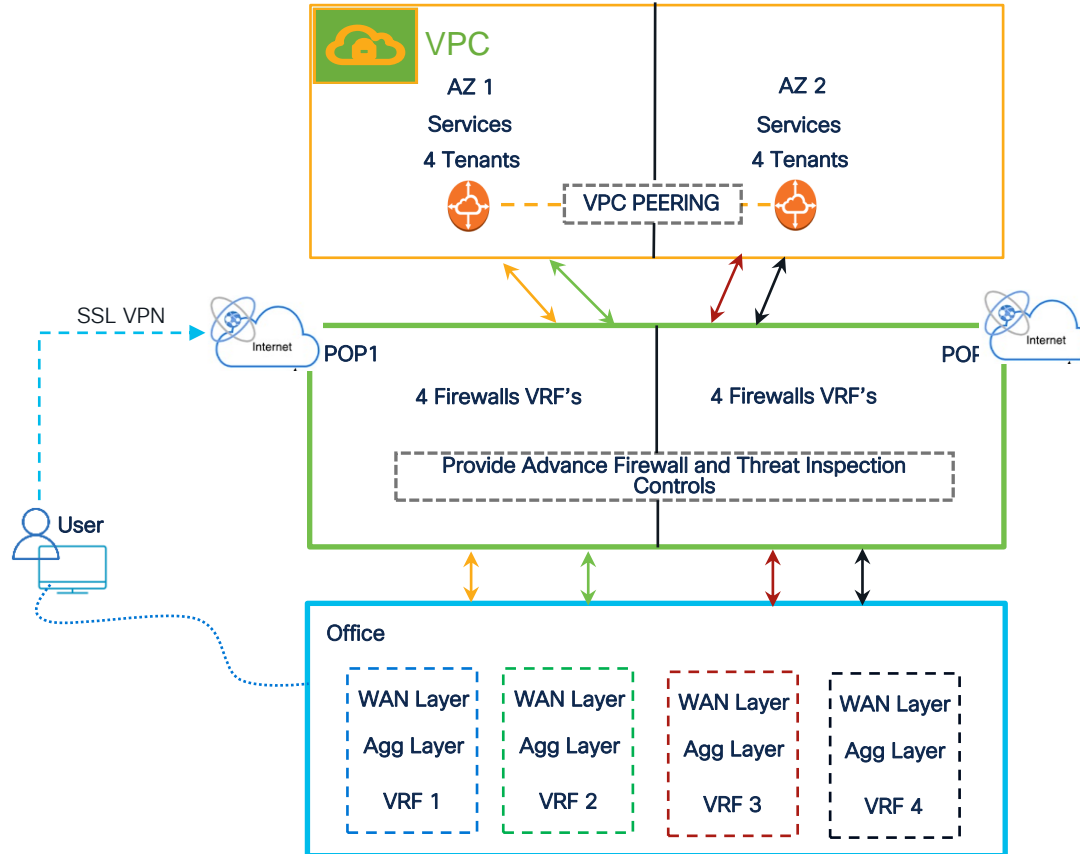 VPC
AZ 1
Services
4 Tenants
AZ 2
Services
4 Tenants
VPC PEERING
SSL VPN
Internet
POP1
Internet
4 Firewalls VRF's
4 Firewalls VRF's
Provide Advance Firewall and Threat Inspection
Controls
User
Office
WAN Layer
Agg Layer
VRF 1
WAN Layer
Agg Layer
VRF 2
WAN Layer
Agg Layer
VRF 3
WAN Layer
Agg Layer
VRF 4